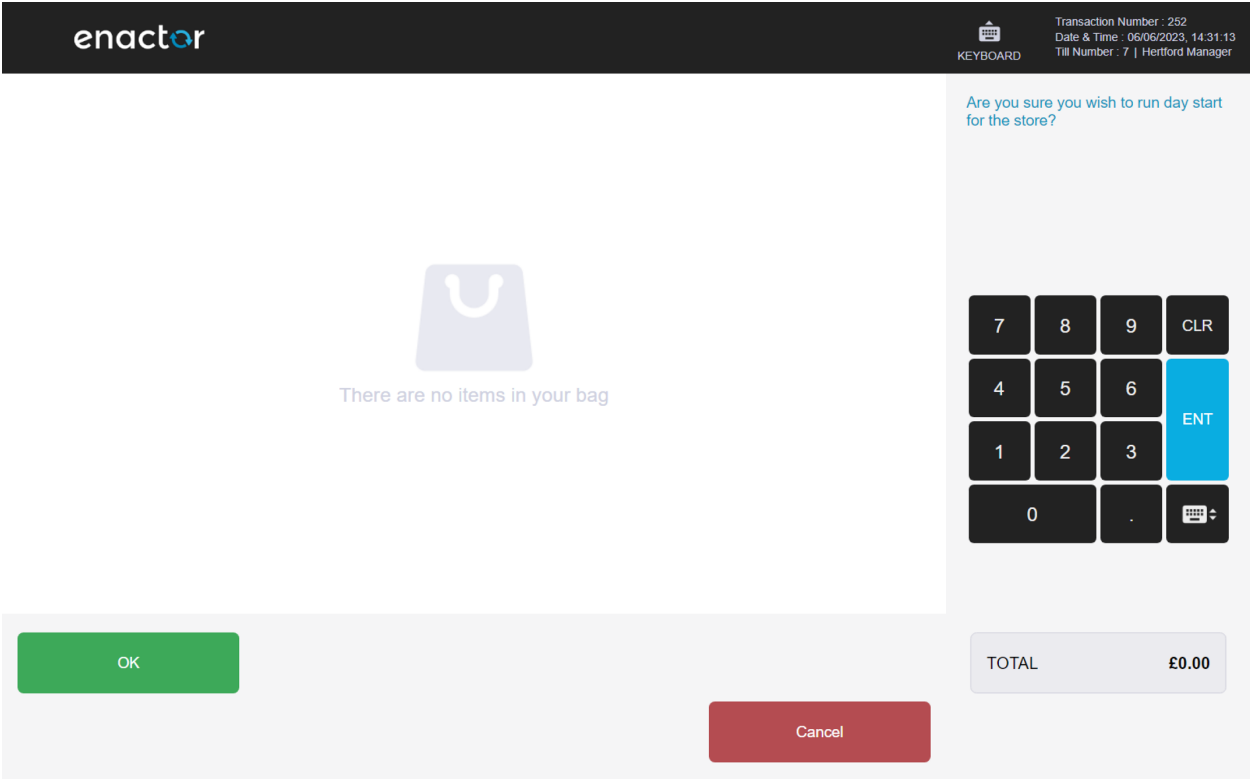 enactor
KEYBOARD
Transaction Number : 252
Date & Time : 06/06/2023, 14:31:13
Till Number : 7 | Hertford Manager
Are you sure you wish to run day start
for the store?
There are no items in your bag
7 8 9 CLR
4 5 6
ENT
1 2 3
0 .
OK
TOTAL £0.00
Cancel